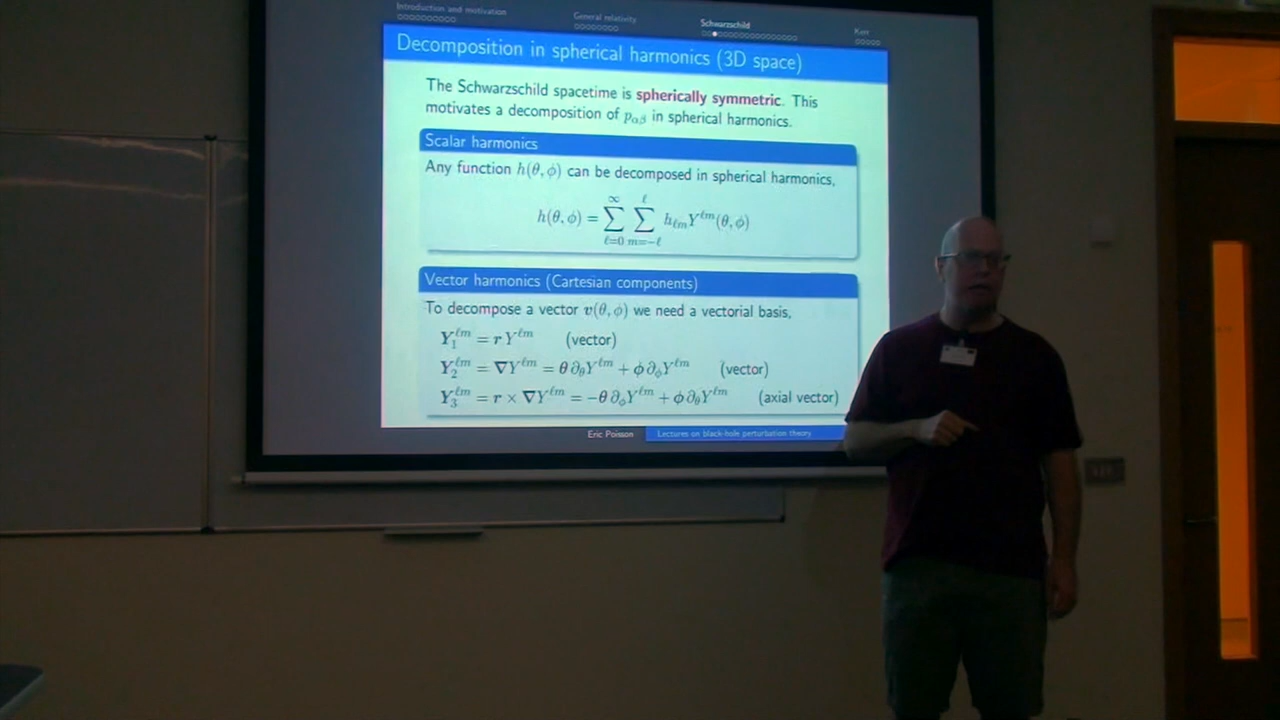 Introduction and motivation
General relativity
Schwarzschild
Kerr
Decomposition in spherical harmonics (3D space)
The Schwarzschild spacetime is spherically symmetric. This
motivates a decomposition of p_{αβ} in spherical harmonics.
Scalar harmonics
Any function h(θ, ϕ) can be decomposed in spherical harmonics,
h(θ, ϕ) = ∑_{ℓ=0}^{∞} ∑_{m=−ℓ}^{ℓ} h_{ℓm} Y^{ℓm}(θ, ϕ)
Vector harmonics (Cartesian components)
To decompose a vector v(θ, ϕ) we need a vectorial basis,
Y_1^{ℓm} = r Y^{ℓm} (vector)
Y_2^{ℓm} = ∇Y^{ℓm} = θ ∂_θ Y^{ℓm} + ϕ ∂_ϕ Y^{ℓm} (vector)
Y_3^{ℓm} = r × ∇Y^{ℓm} = −θ ∂_ϕ Y^{ℓm} + ϕ ∂_θ Y^{ℓm} (axial vector)
Eric Poisson Lectures on black-hole perturbation theory